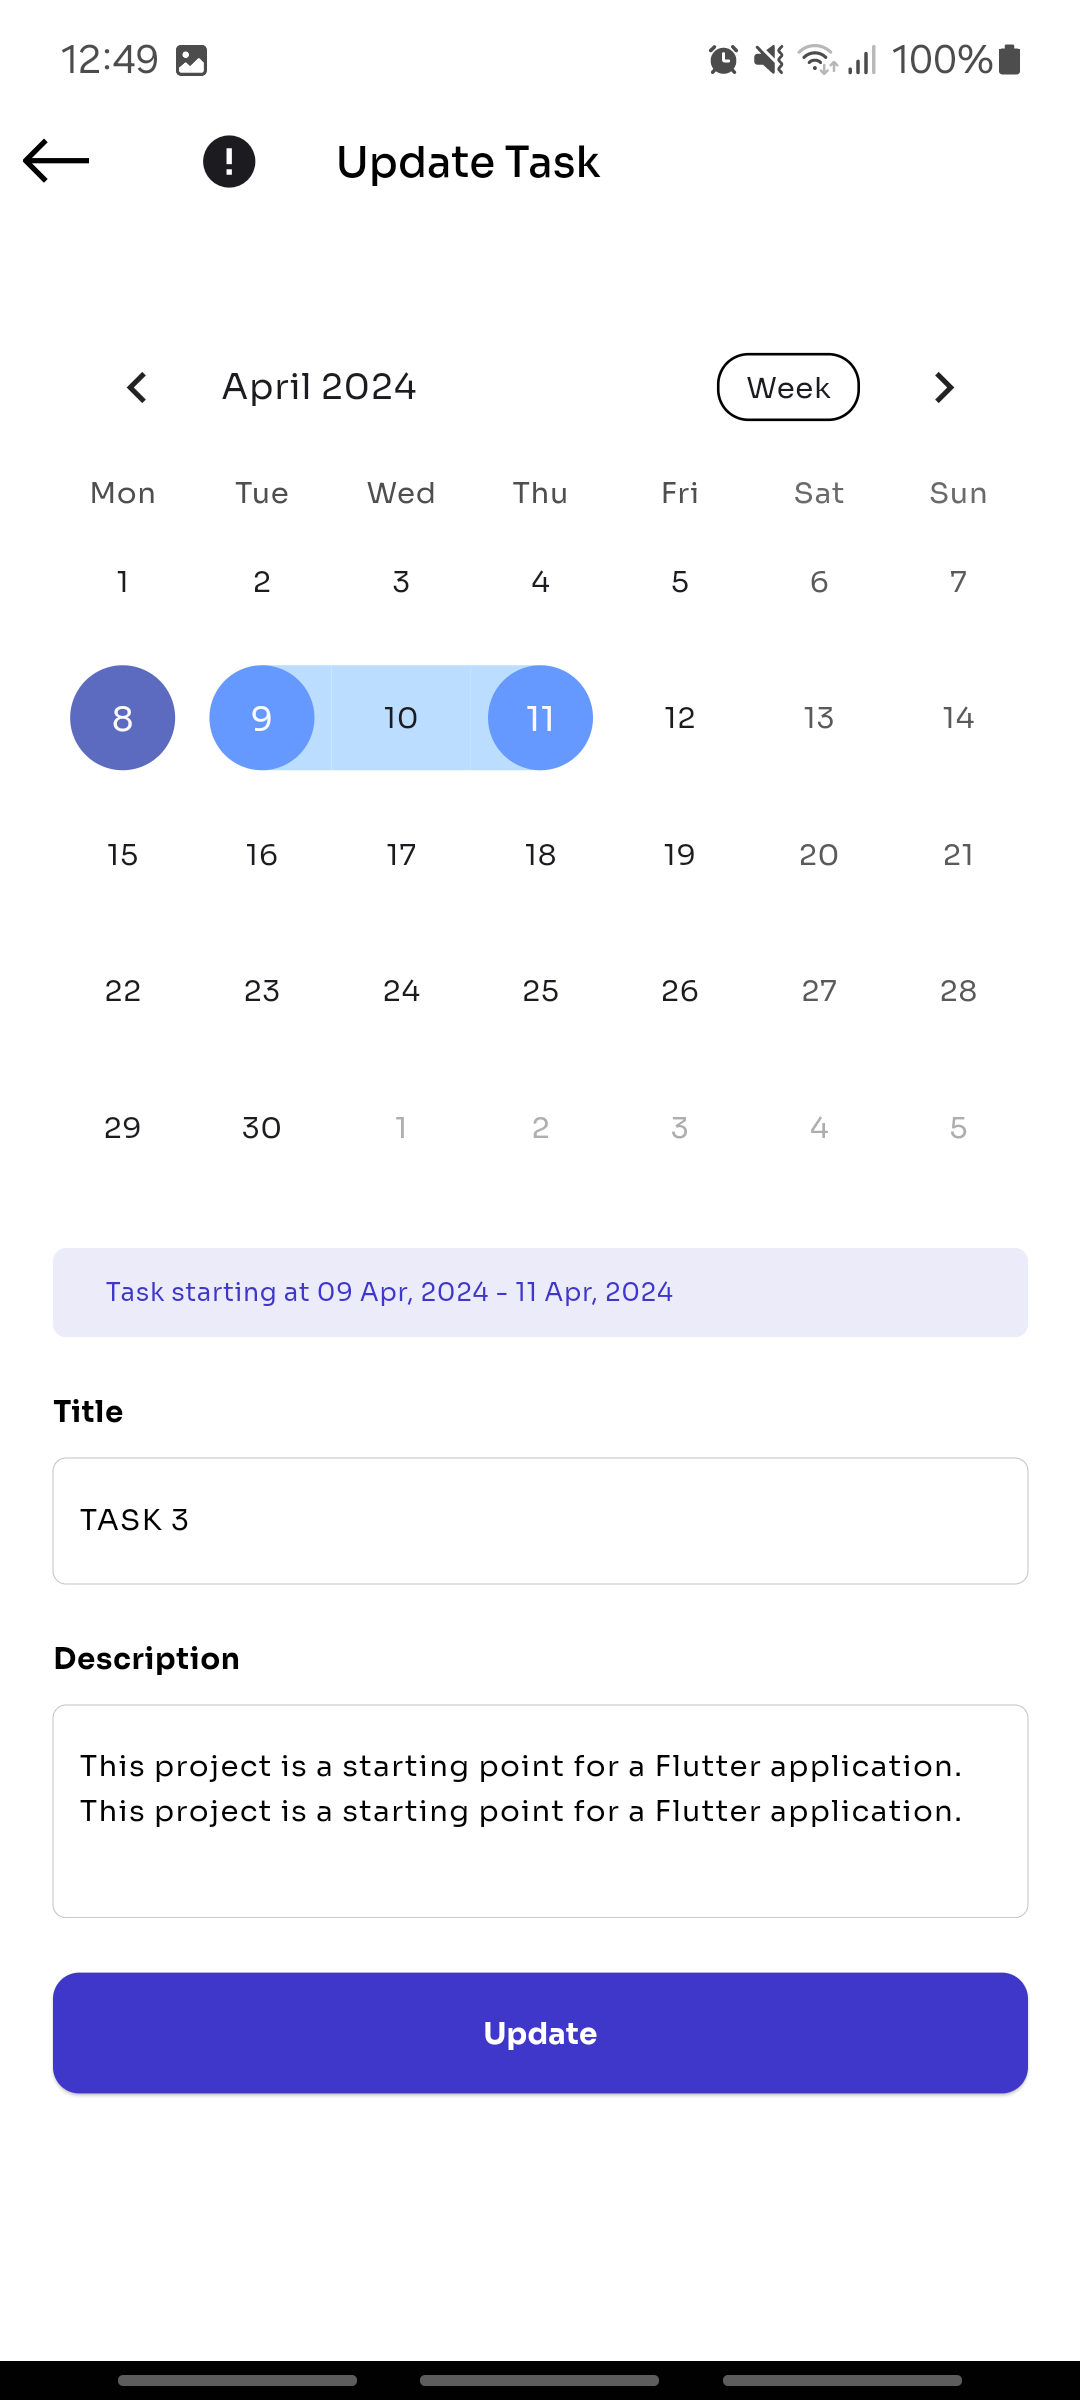 12:49 100%
Update Task
April 2024 Week
Mon Tue Wed Thu Fri Sat Sun
1 2 3 4 5 6 7
8 9 10 11 12 13 14
15 16 17 18 19 20 21
22 23 24 25 26 27 28
29 30 1 2 3 4 5
Task starting at 09 Apr, 2024 - 11 Apr, 2024
Title
TASK 3
Description
This project is a starting point for a Flutter application.
This project is a starting point for a Flutter application.
Update